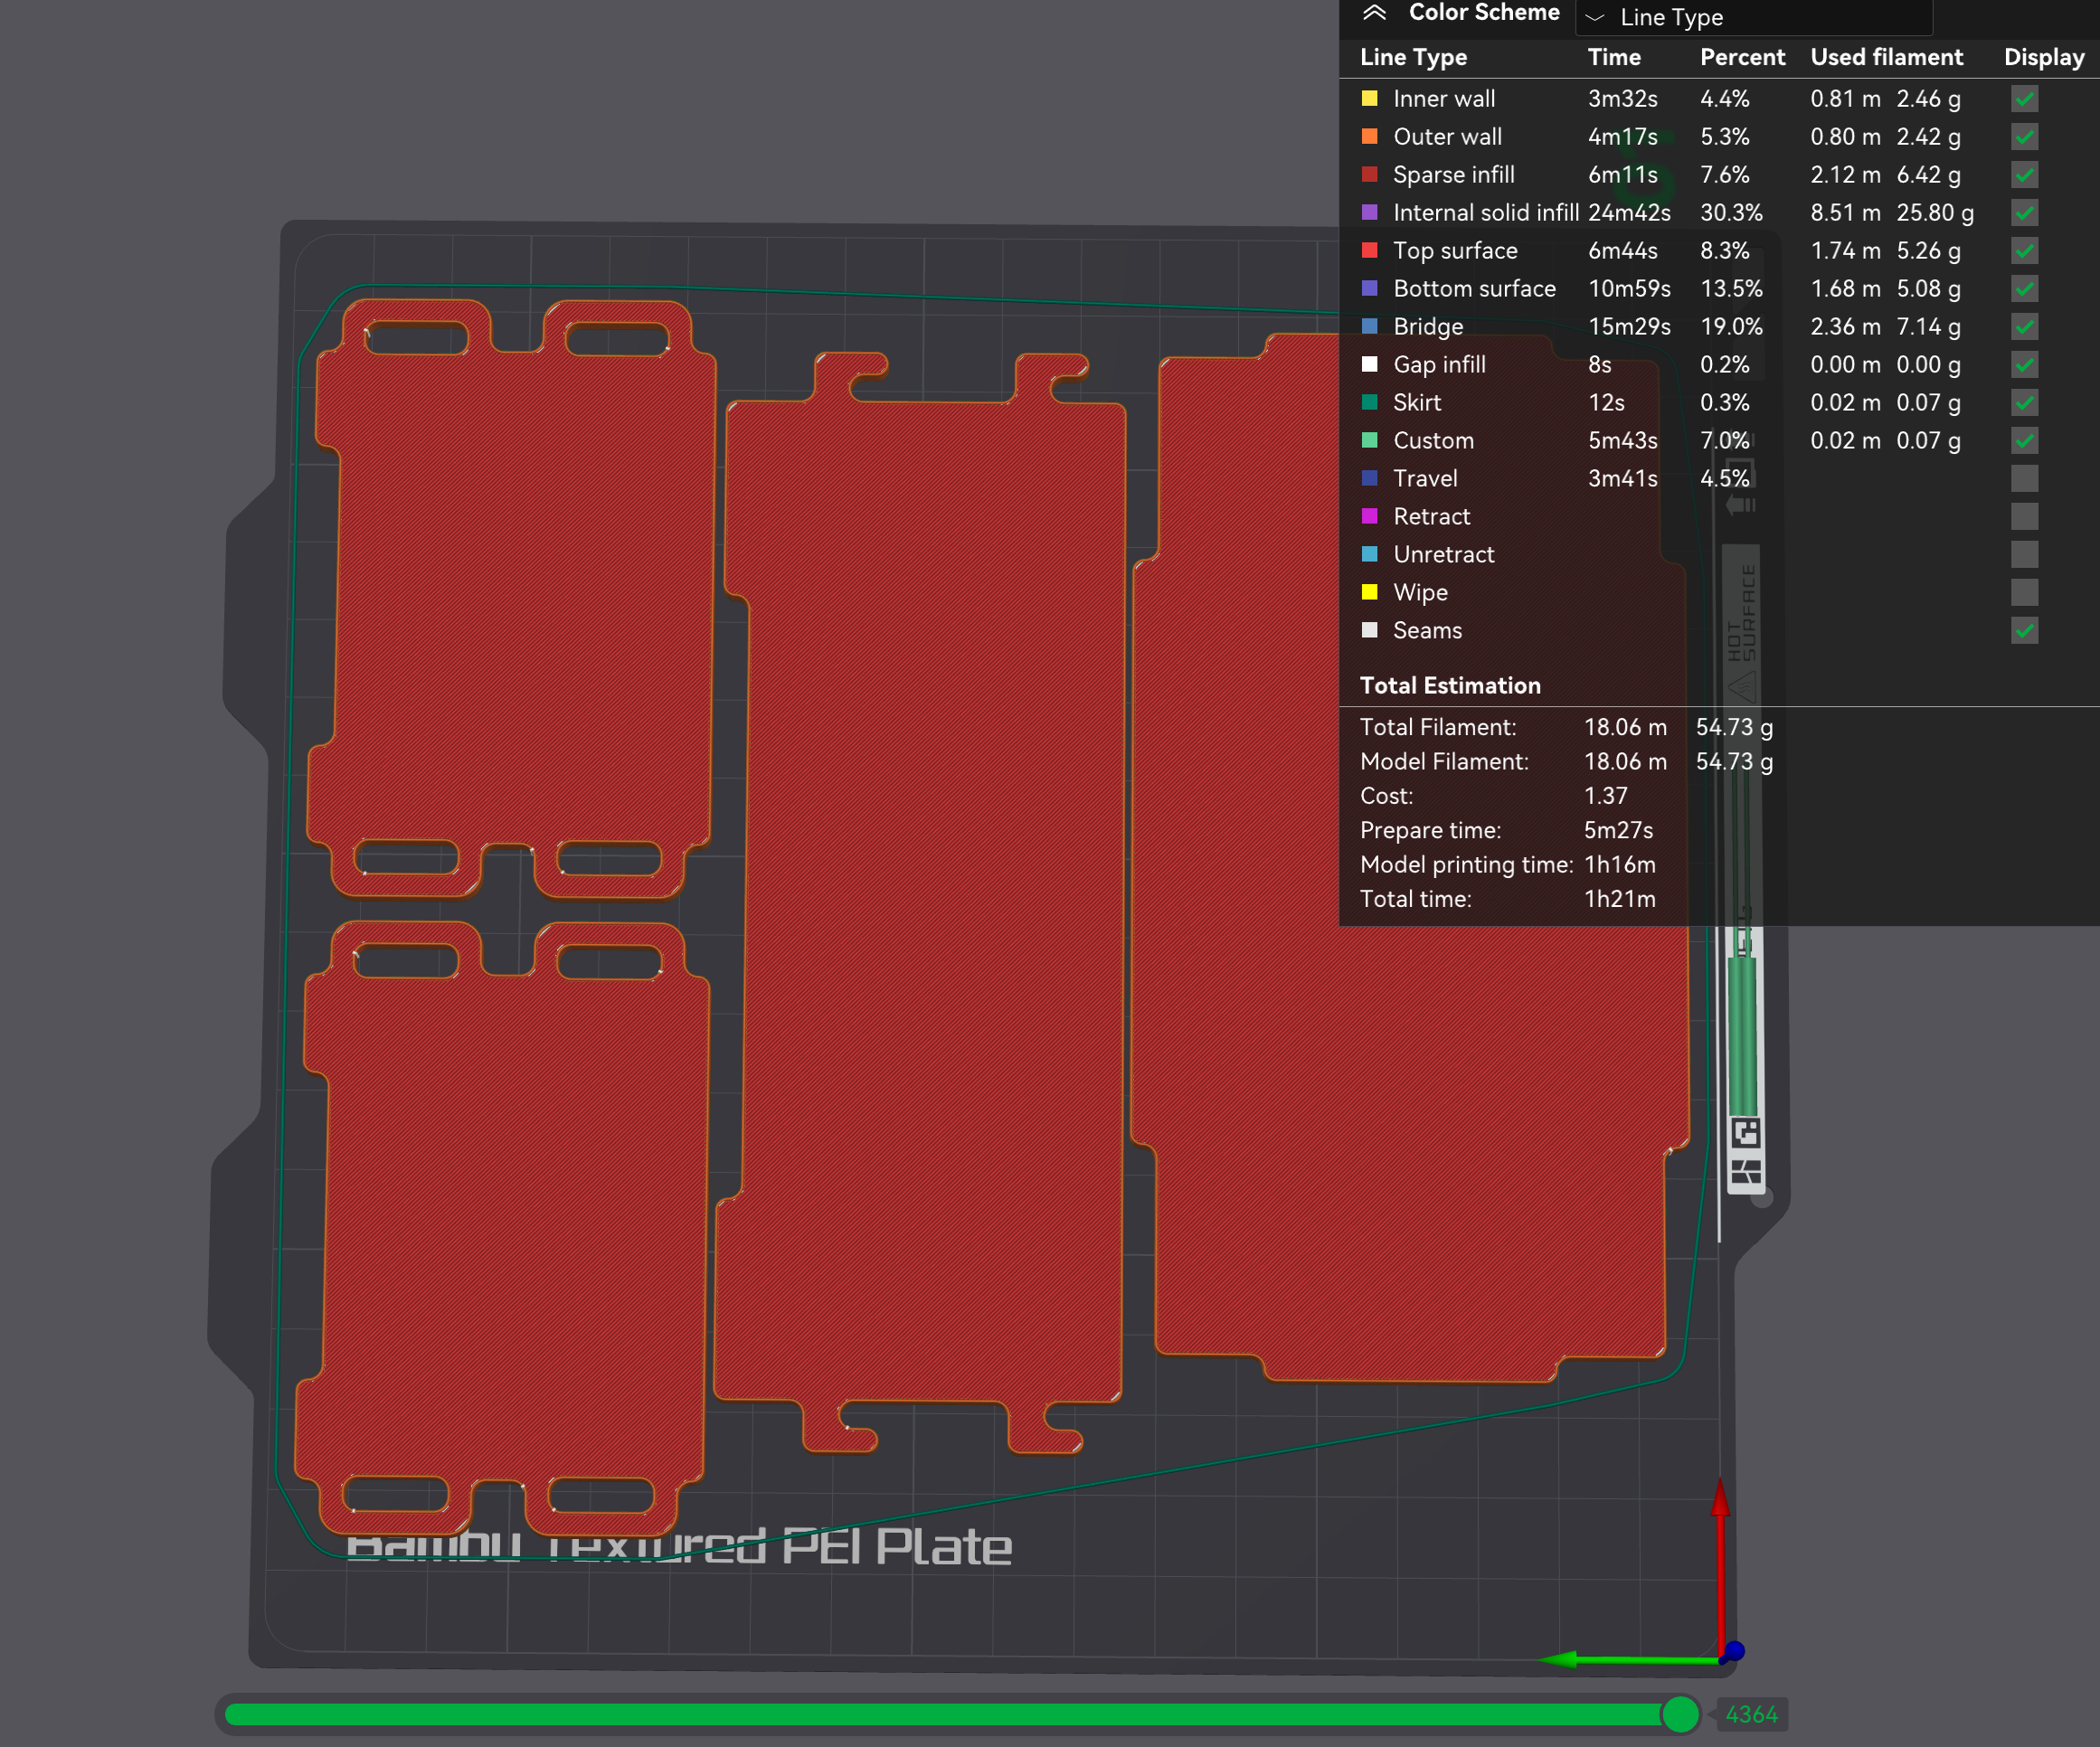 Color Scheme Line Type
Line Type Time Percent Used filament Display
Inner wall 3m32s 4.4% 0.81 m 2.46 g
Outer wall 4m17s 5.3% 0.80 m 2.42 g
Sparse infill 6m11s 7.6% 2.12 m 6.42 g
Internal solid infill 24m42s 30.3% 8.51 m 25.80 g
Top surface 6m44s 8.3% 1.74 m 5.26 g
Bottom surface 10m59s 13.5% 1.68 m 5.08 g
Bridge 15m29s 19.0% 2.36 m 7.14 g
Gap infill 8s 0.2% 0.00 m 0.00 g
Skirt 12s 0.3% 0.02 m 0.07 g
Custom 5m43s 7.0% 0.02 m 0.07 g
Travel 3m41s 4.5%
Retract
Unretract
Wipe
Seams
Total Estimation
Total Filament: 18.06 m 54.73 g
Model Filament: 18.06 m 54.73 g
Cost: 1.37
Prepare time: 5m27s
Model printing time: 1h16m
Total time: 1h21m
HOT
SURFACE
Bambu Textured PEI Plate
4364